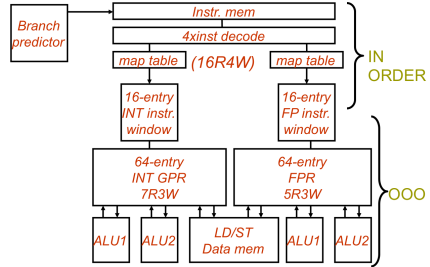 Branch
predictor
Instr. mem
4xinst decode
map table
(16R4W)
map table
IN
ORDER
16-entry
INT instr.
window
16-entry
FP instr.
window
64-entry
INT GPR
7R3W
64-entry
FPR
5R3W
OOO
ALU1
ALU2
LD/ST
Data mem
ALU1
ALU2